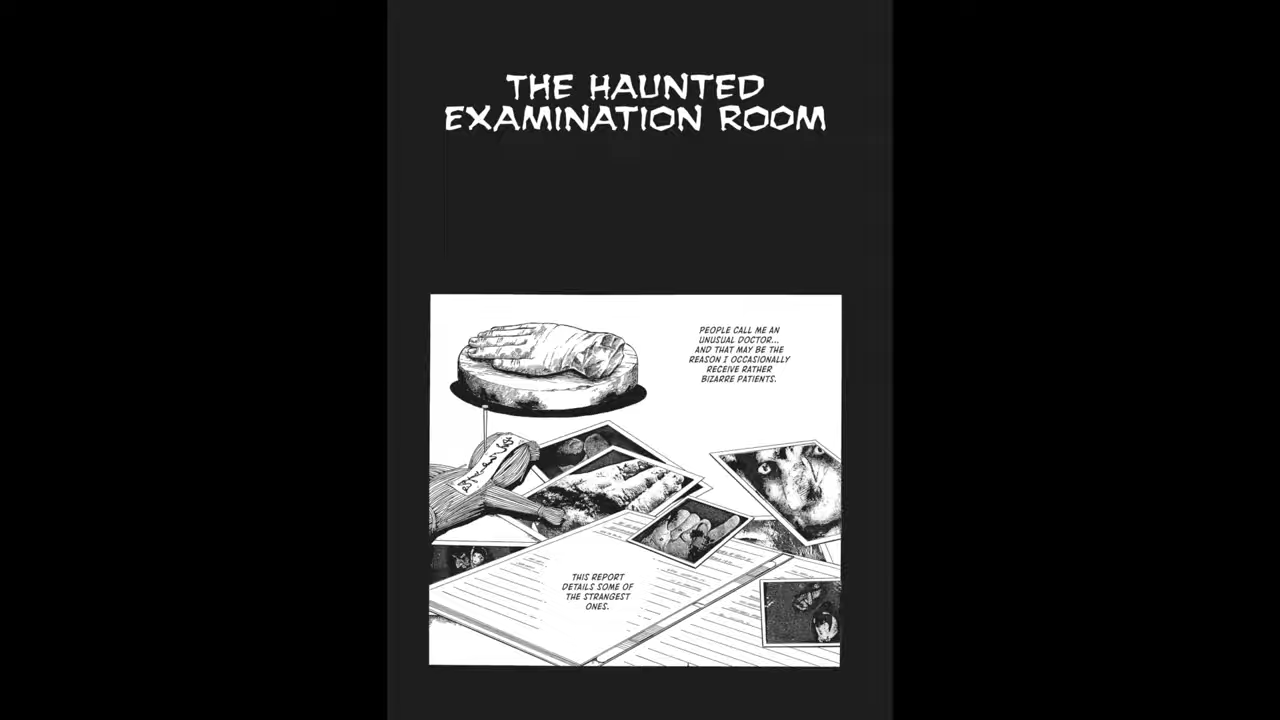 THE HAUNTED
EXAMINATION ROOM
PEOPLE CALL ME AN
UNUSUAL DOCTOR...
AND THAT MAY BE THE
REASON I OCCASIONALLY
RECEIVE RATHER
BIZARRE PATIENTS.
THIS REPORT
DETAILS SOME OF
THE STRANGEST
ONES.